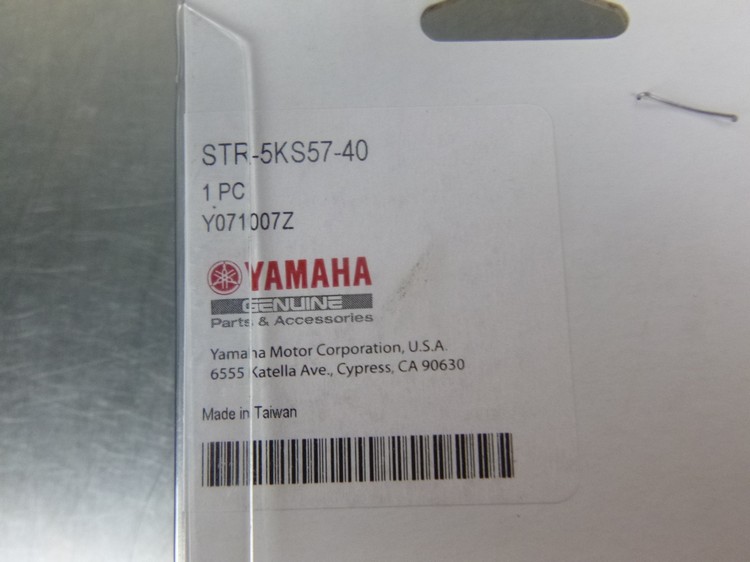 STR-5KS57-40
1 PC
Y071007Z
YAMAHA
GENUINE
Parts & Accessories
Yamaha Motor Corporation, U.S.A.
6555 Katella Ave., Cypress, CA 90630
Made in Taiwan